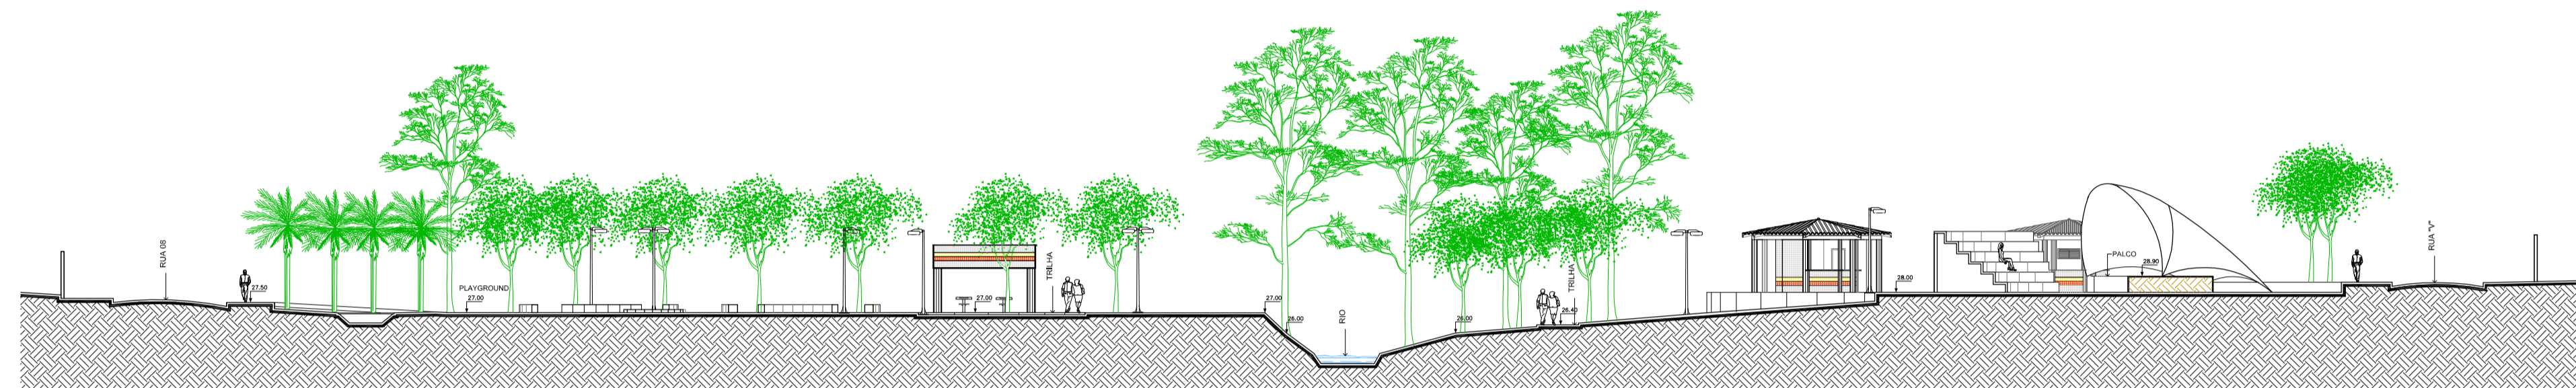 RUA 08
27.50
PLAYGROUND
27.00
27.00
TRILHA
27.00
26.00
RIO
26.00
26.40
TRILHA
28.00
PALCO
28.90
RUA "V"